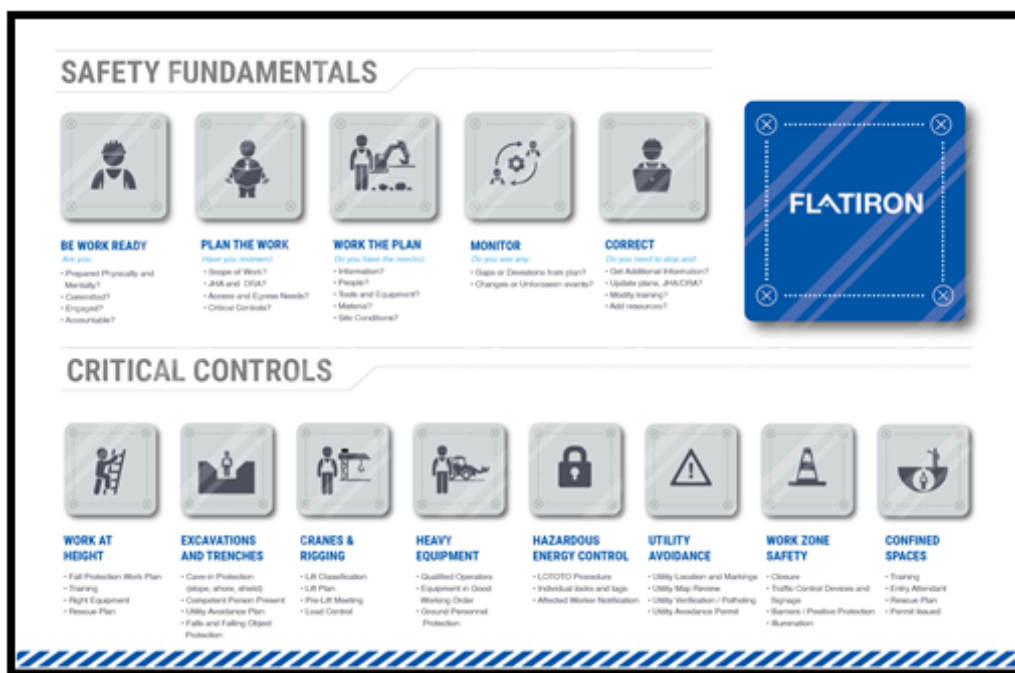 SAFETY FUNDAMENTALS
FLATIRON
BE WORK READY
Are you:
• Prepared Physically and
Mentally?
• Committed?
• Engaged?
• Accountable?
PLAN THE WORK
Have you reviewed:
• Scope of Work?
• JHA and DRA?
• Access and Egress Needs?
• Critical Controls?
WORK THE PLAN
Do you have the needed:
• Information?
• People?
• Tools and Equipment?
• Material?
• Site Conditions?
MONITOR
Do you see any:
• Gaps or Deviations from plan?
• Changes or Unforeseen events?
CORRECT
Do you need to stop and:
• Get Additional Information?
• Update plans, JHA/DRA?
• Modify training?
• Add resources?
CRITICAL CONTROLS
WORK AT
HEIGHT
• Fall Protection Work Plan
• Training
• Right Equipment
• Rescue Plan
EXCAVATIONS
AND TRENCHES
• Cave-in Protection
(slope, shore, shield)
• Competent Person Present
• Utility Avoidance Plan
• Falls and Falling Object
Protection
CRANES &
RIGGING
• Lift Classification
• Lift Plan
• Pre-Lift Meeting
• Load Control
HEAVY
EQUIPMENT
• Qualified Operators
• Equipment in Good
Working Order
• Ground Personnel
Protection
HAZARDOUS
ENERGY CONTROL
• LOTOTO Procedure
• Individual locks and tags
• Affected Worker Notification
UTILITY
AVOIDANCE
• Utility Location and Markings
• Utility Map Review
• Utility Verification / Potholing
• Utility Avoidance Permit
WORK ZONE
SAFETY
• Closure
• Traffic Control Devices and
Signage
• Barriers / Positive Protection
• Illumination
CONFINED
SPACES
• Training
• Entry Attendant
• Rescue Plan
• Permit Issued